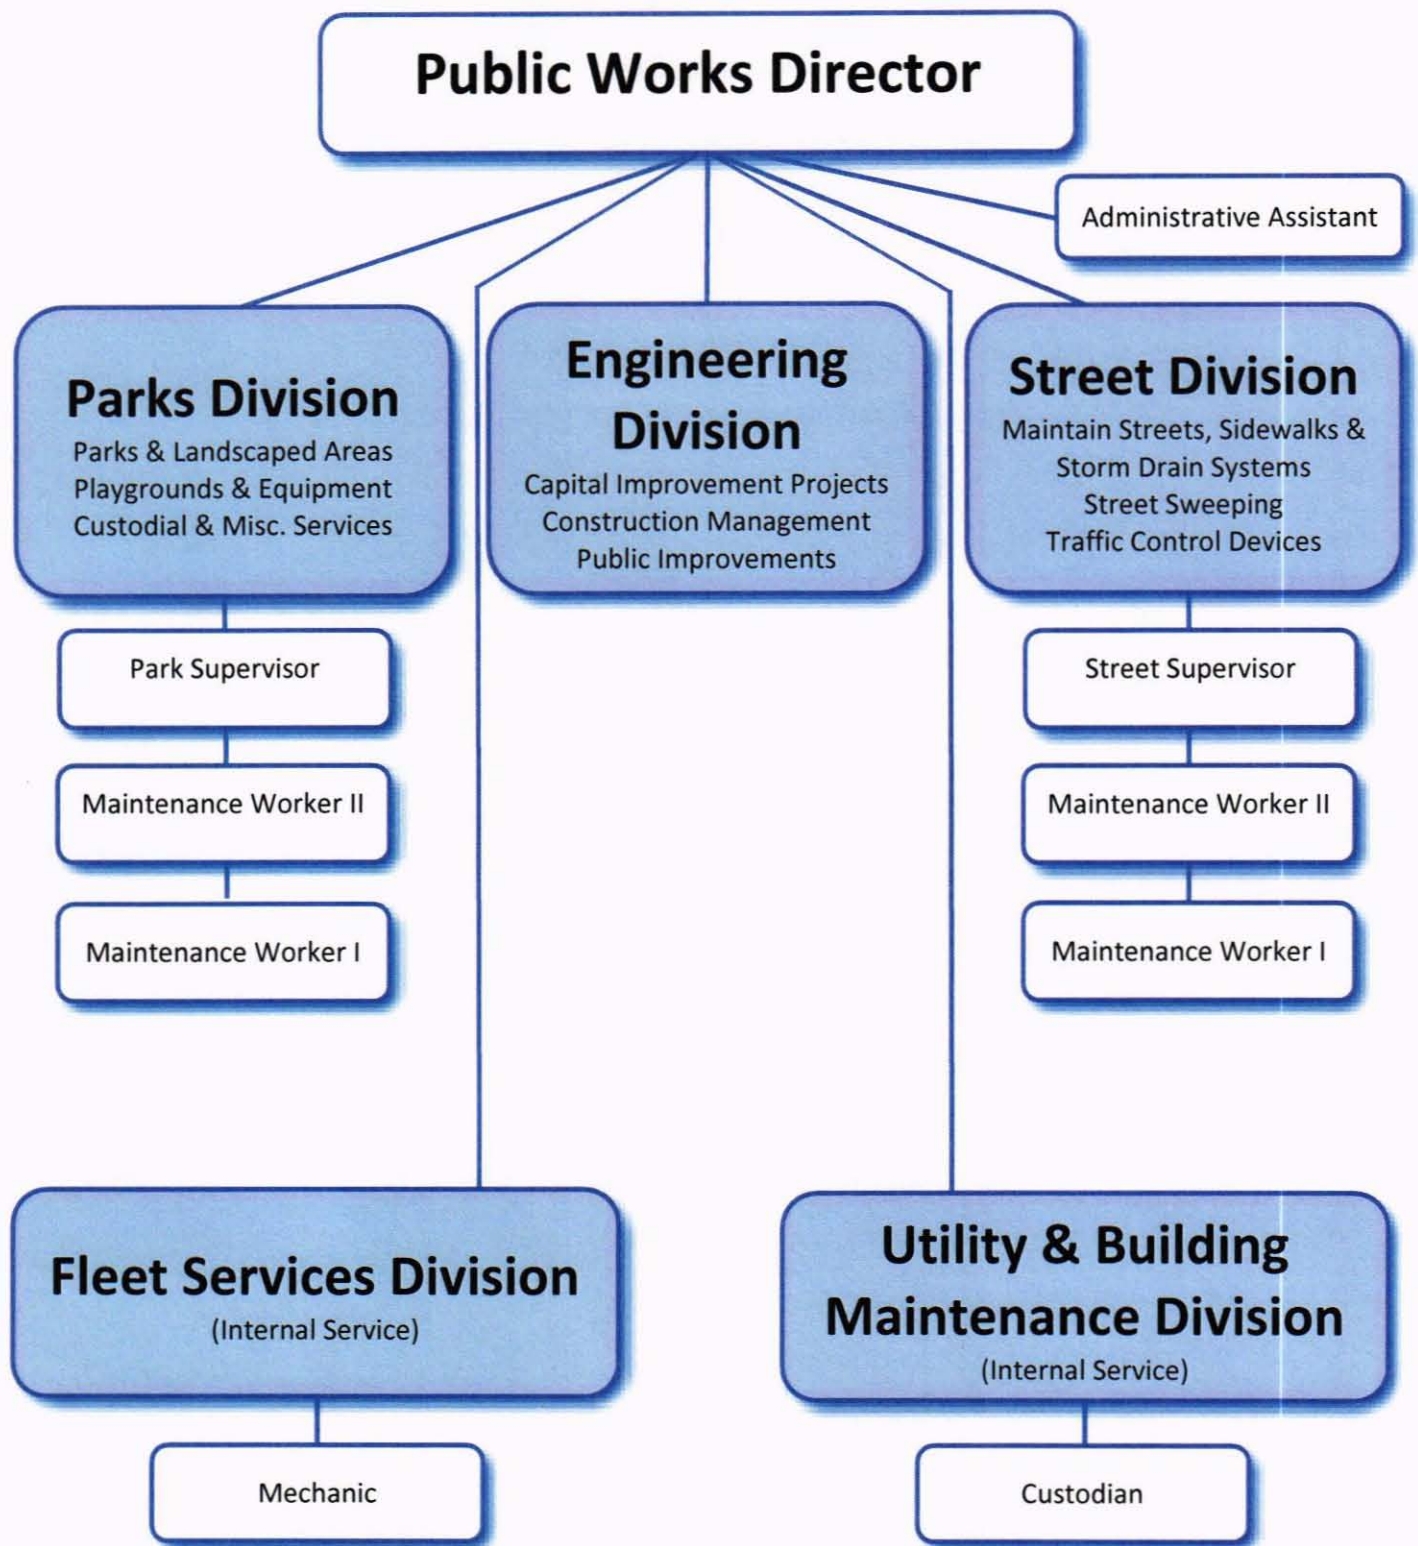 Public Works Director
Administrative Assistant
Parks Division
Parks & Landscaped Areas
Playgrounds & Equipment
Custodial & Misc. Services
Engineering
Division
Capital Improvement Projects
Construction Management
Public Improvements
Street Division
Maintain Streets, Sidewalks &
Storm Drain Systems
Street Sweeping
Traffic Control Devices
Park Supervisor
Maintenance Worker II
Maintenance Worker I
Street Supervisor
Maintenance Worker II
Maintenance Worker I
Fleet Services Division
(Internal Service)
Mechanic
Utility & Building
Maintenance Division
(Internal Service)
Custodian